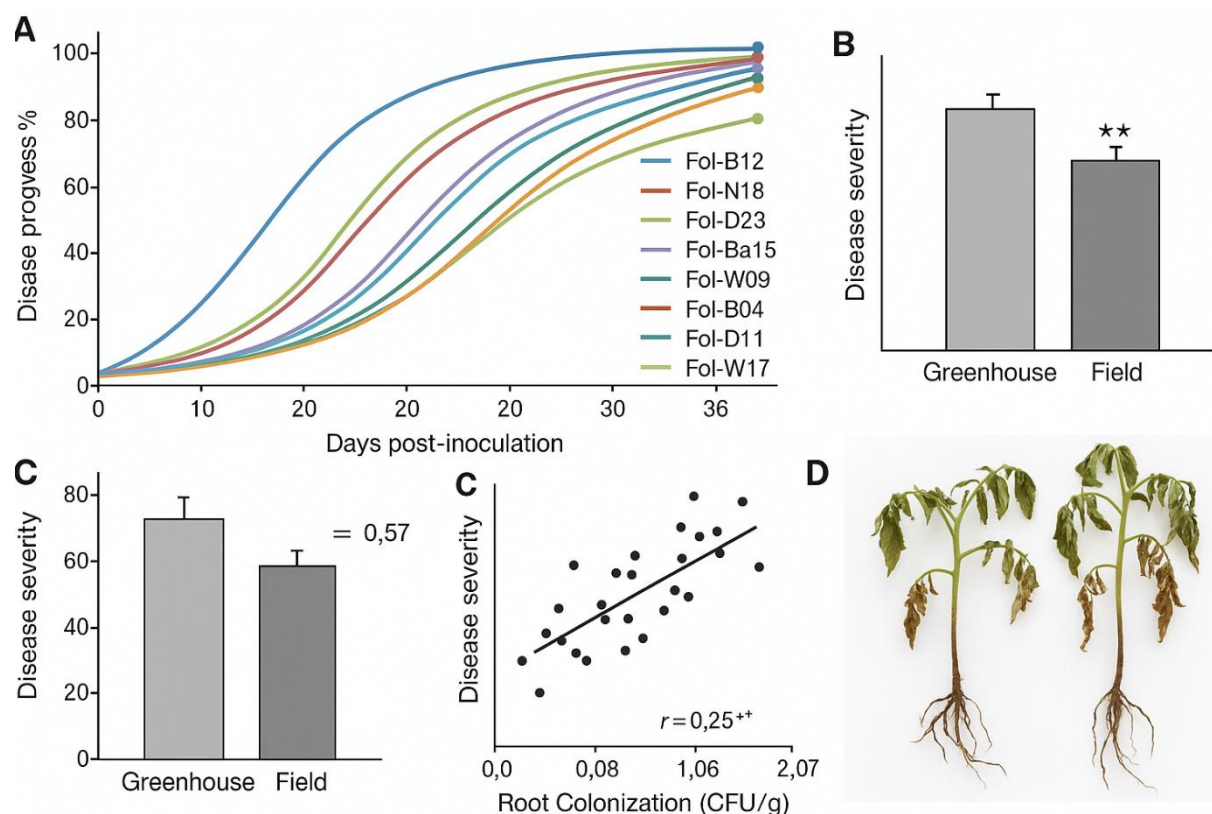 A
Disease progvess %
100
80
60
40
20
0
0 10 20 20 20 30 36
Days post-inoculation
Fol-B12
Fol-N18
Fol-D23
Fol-Ba15
Fol-W09
Fol-B04
Fol-D11
Fol-W17
B
Disease severity
★★
Greenhouse Field
C
Disease severity
80
60
40
20
0
= 0,57
Greenhouse Field
C
Disease severity
r = 0,25⁺⁺
0,0 0,08 1,06 2,07
Root Colonization (CFU/g)
D